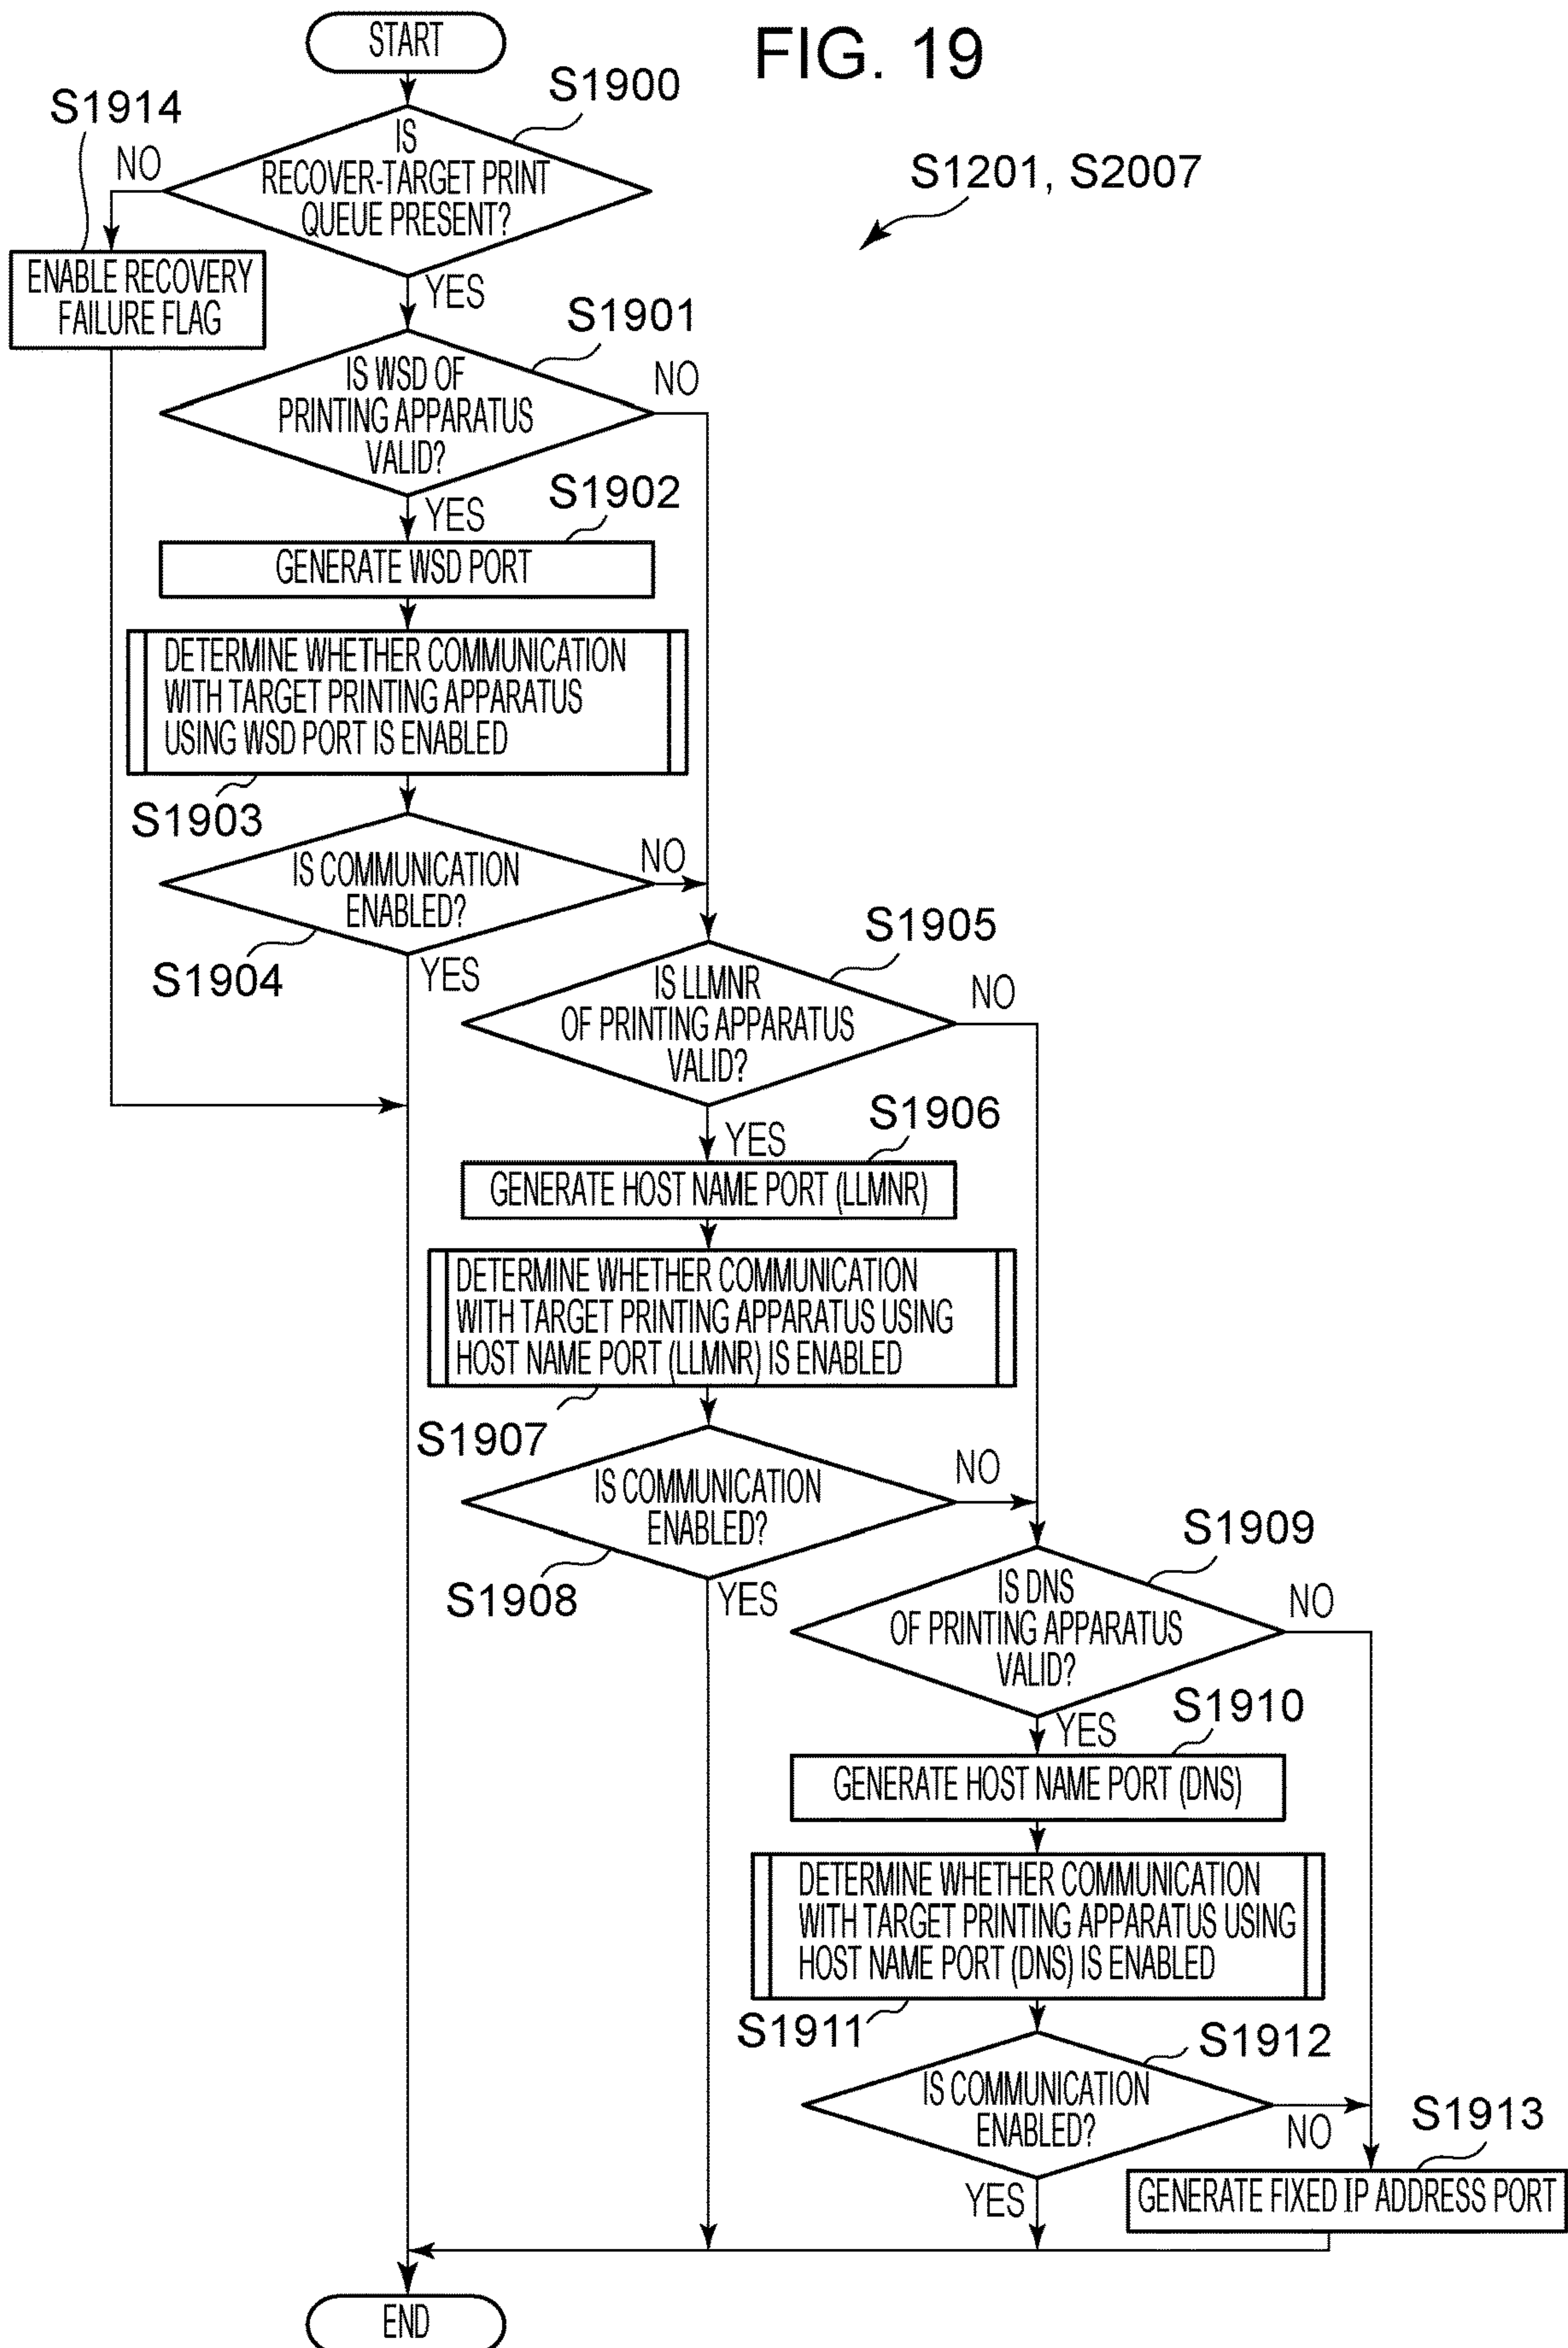 START
FIG. 19
S1900
S1914
NO
IS
RECOVER-TARGET PRINT
QUEUE PRESENT?
S1201, S2007
ENABLE RECOVERY
FAILURE FLAG
YES
S1901
IS WSD OF
PRINTING APPARATUS
VALID?
NO
YES
S1902
GENERATE WSD PORT
DETERMINE WHETHER COMMUNICATION
WITH TARGET PRINTING APPARATUS
USING WSD PORT IS ENABLED
S1903
IS COMMUNICATION
ENABLED?
NO
S1904
YES
S1905
IS LLMNR
OF PRINTING APPARATUS
VALID?
NO
YES
S1906
GENERATE HOST NAME PORT (LLMNR)
DETERMINE WHETHER COMMUNICATION
WITH TARGET PRINTING APPARATUS USING
HOST NAME PORT (LLMNR) IS ENABLED
S1907
IS COMMUNICATION
ENABLED?
NO
S1908
YES
S1909
IS DNS
OF PRINTING APPARATUS
VALID?
NO
YES
S1910
GENERATE HOST NAME PORT (DNS)
DETERMINE WHETHER COMMUNICATION
WITH TARGET PRINTING APPARATUS USING
HOST NAME PORT (DNS) IS ENABLED
S1911
S1912
IS COMMUNICATION
ENABLED?
NO
YES
S1913
GENERATE FIXED IP ADDRESS PORT
END